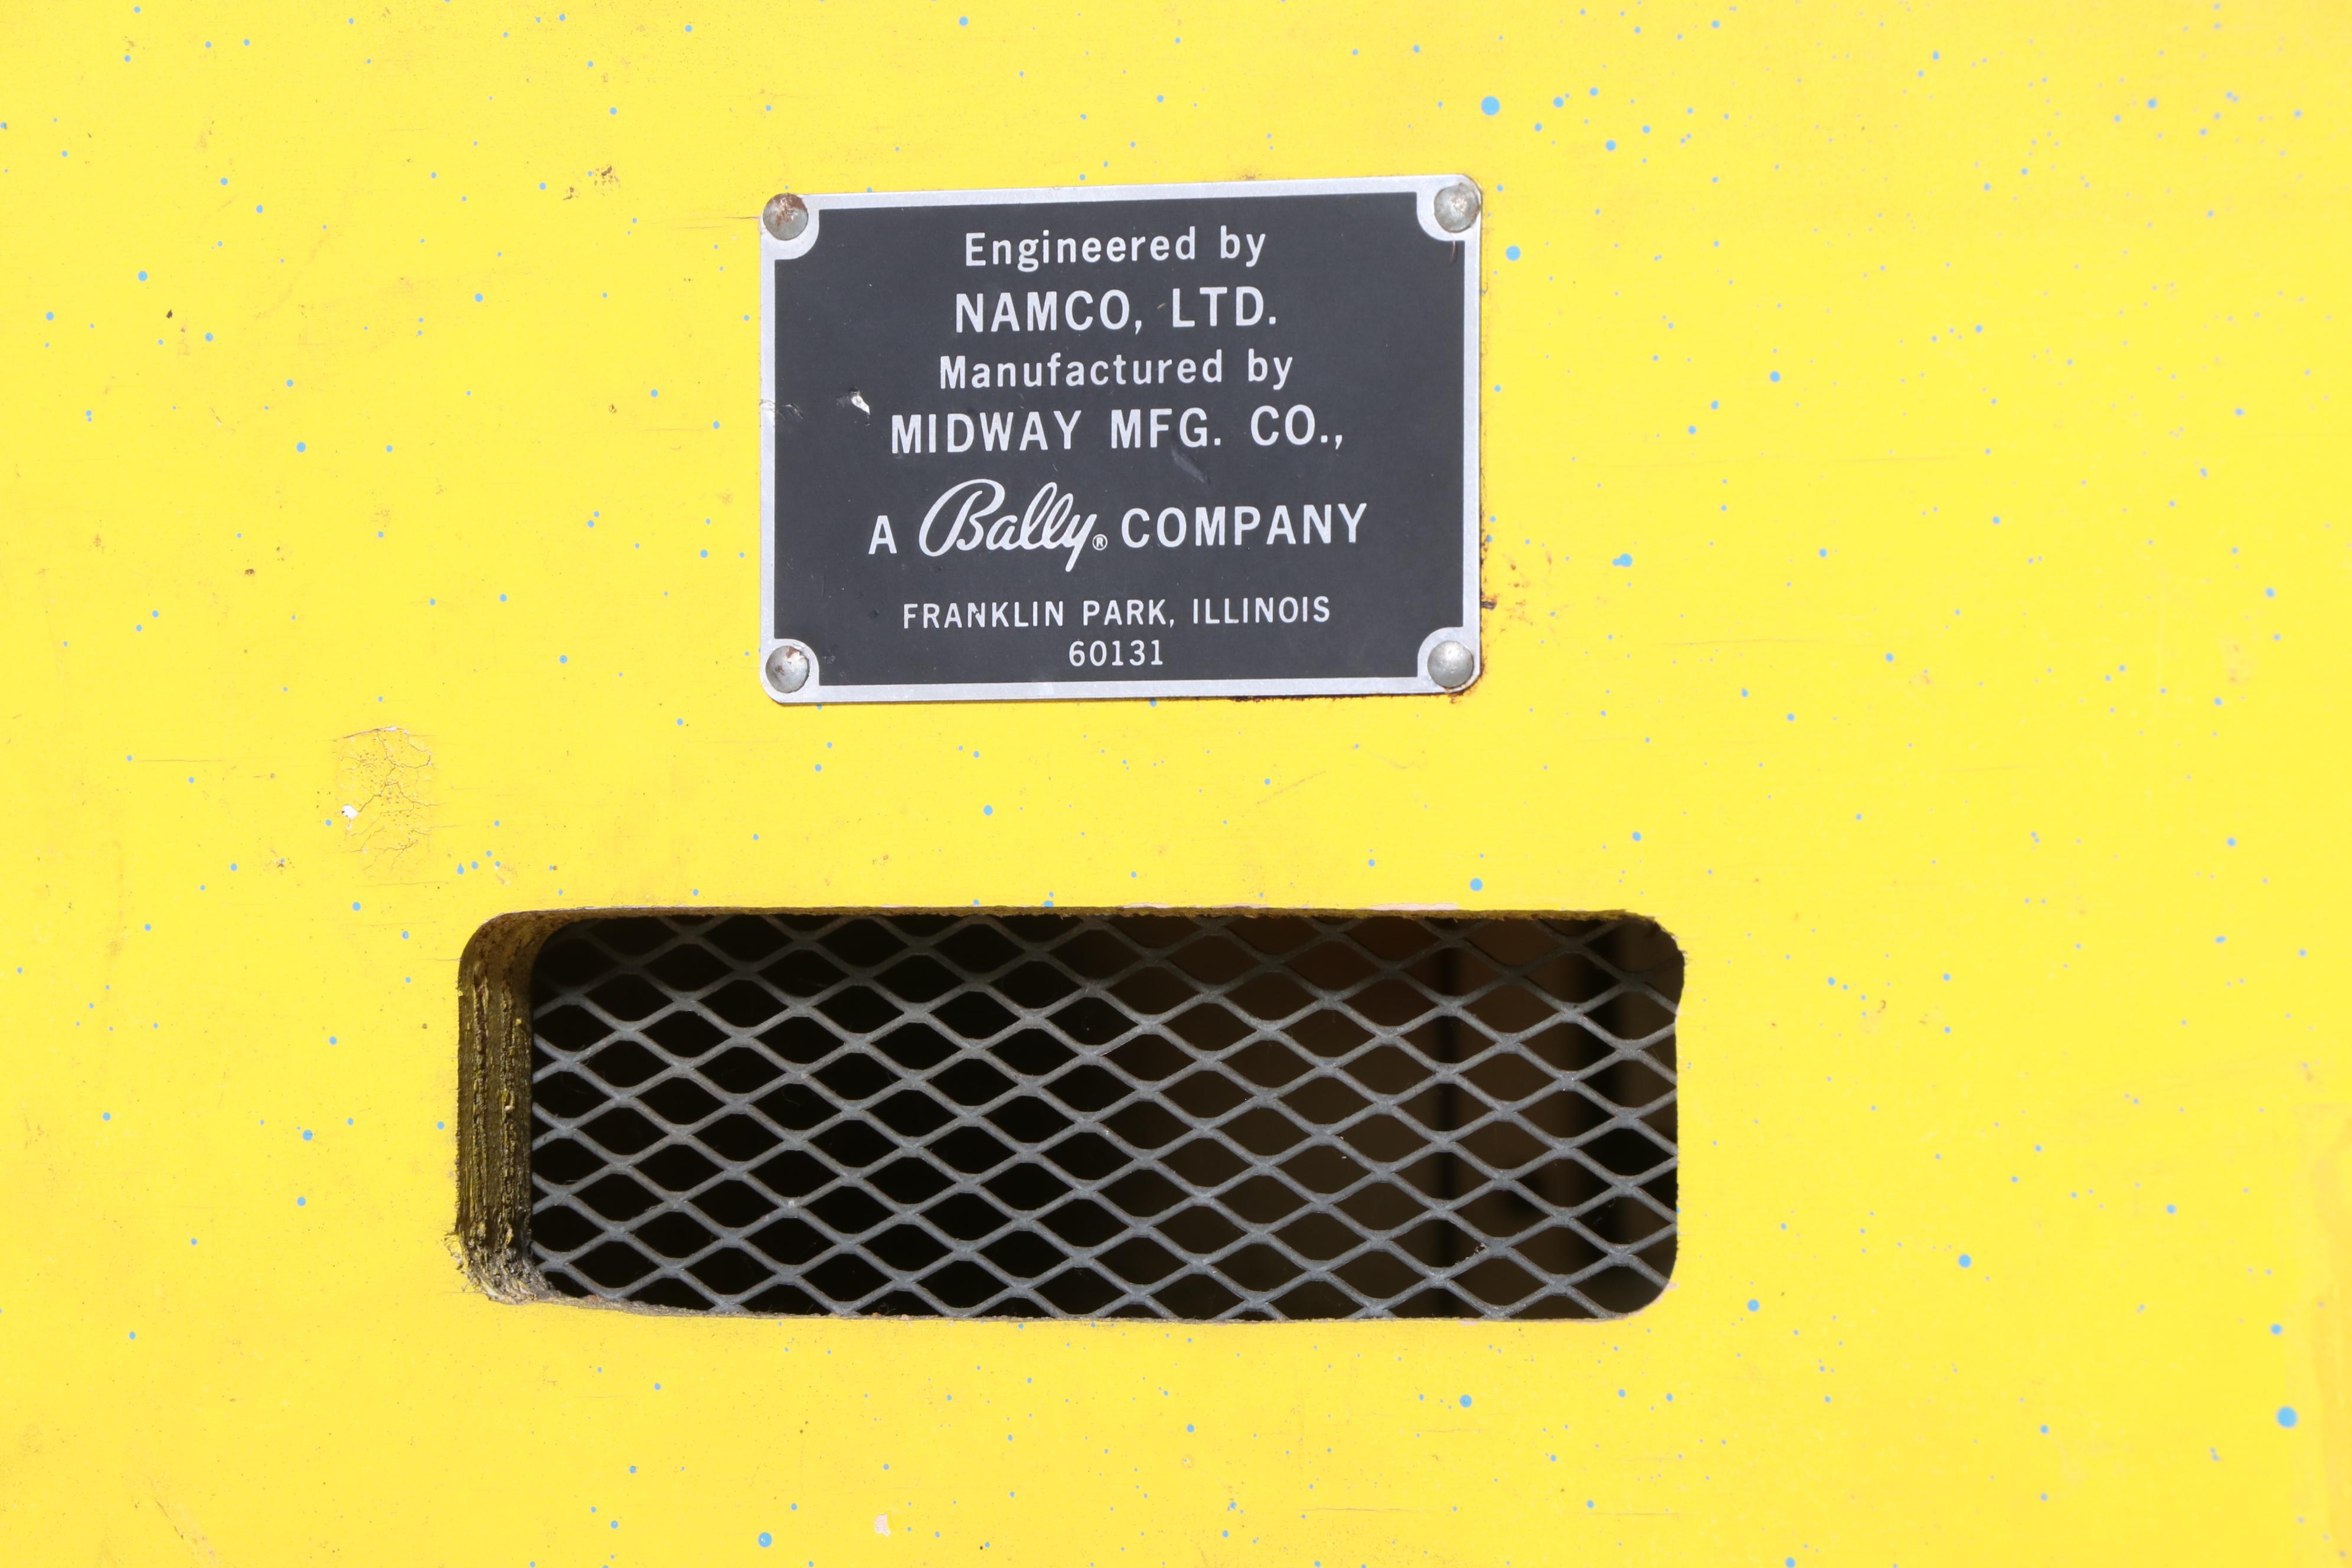 Engineered by
NAMCO, LTD.
Manufactured by
MIDWAY MFG. CO.,
A Bally® COMPANY
FRANKLIN PARK, ILLINOIS
60131